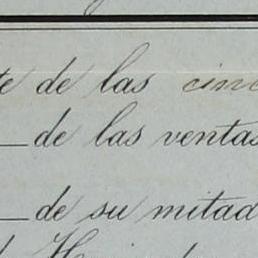 te de las cinc
de las ventas
de su mitad